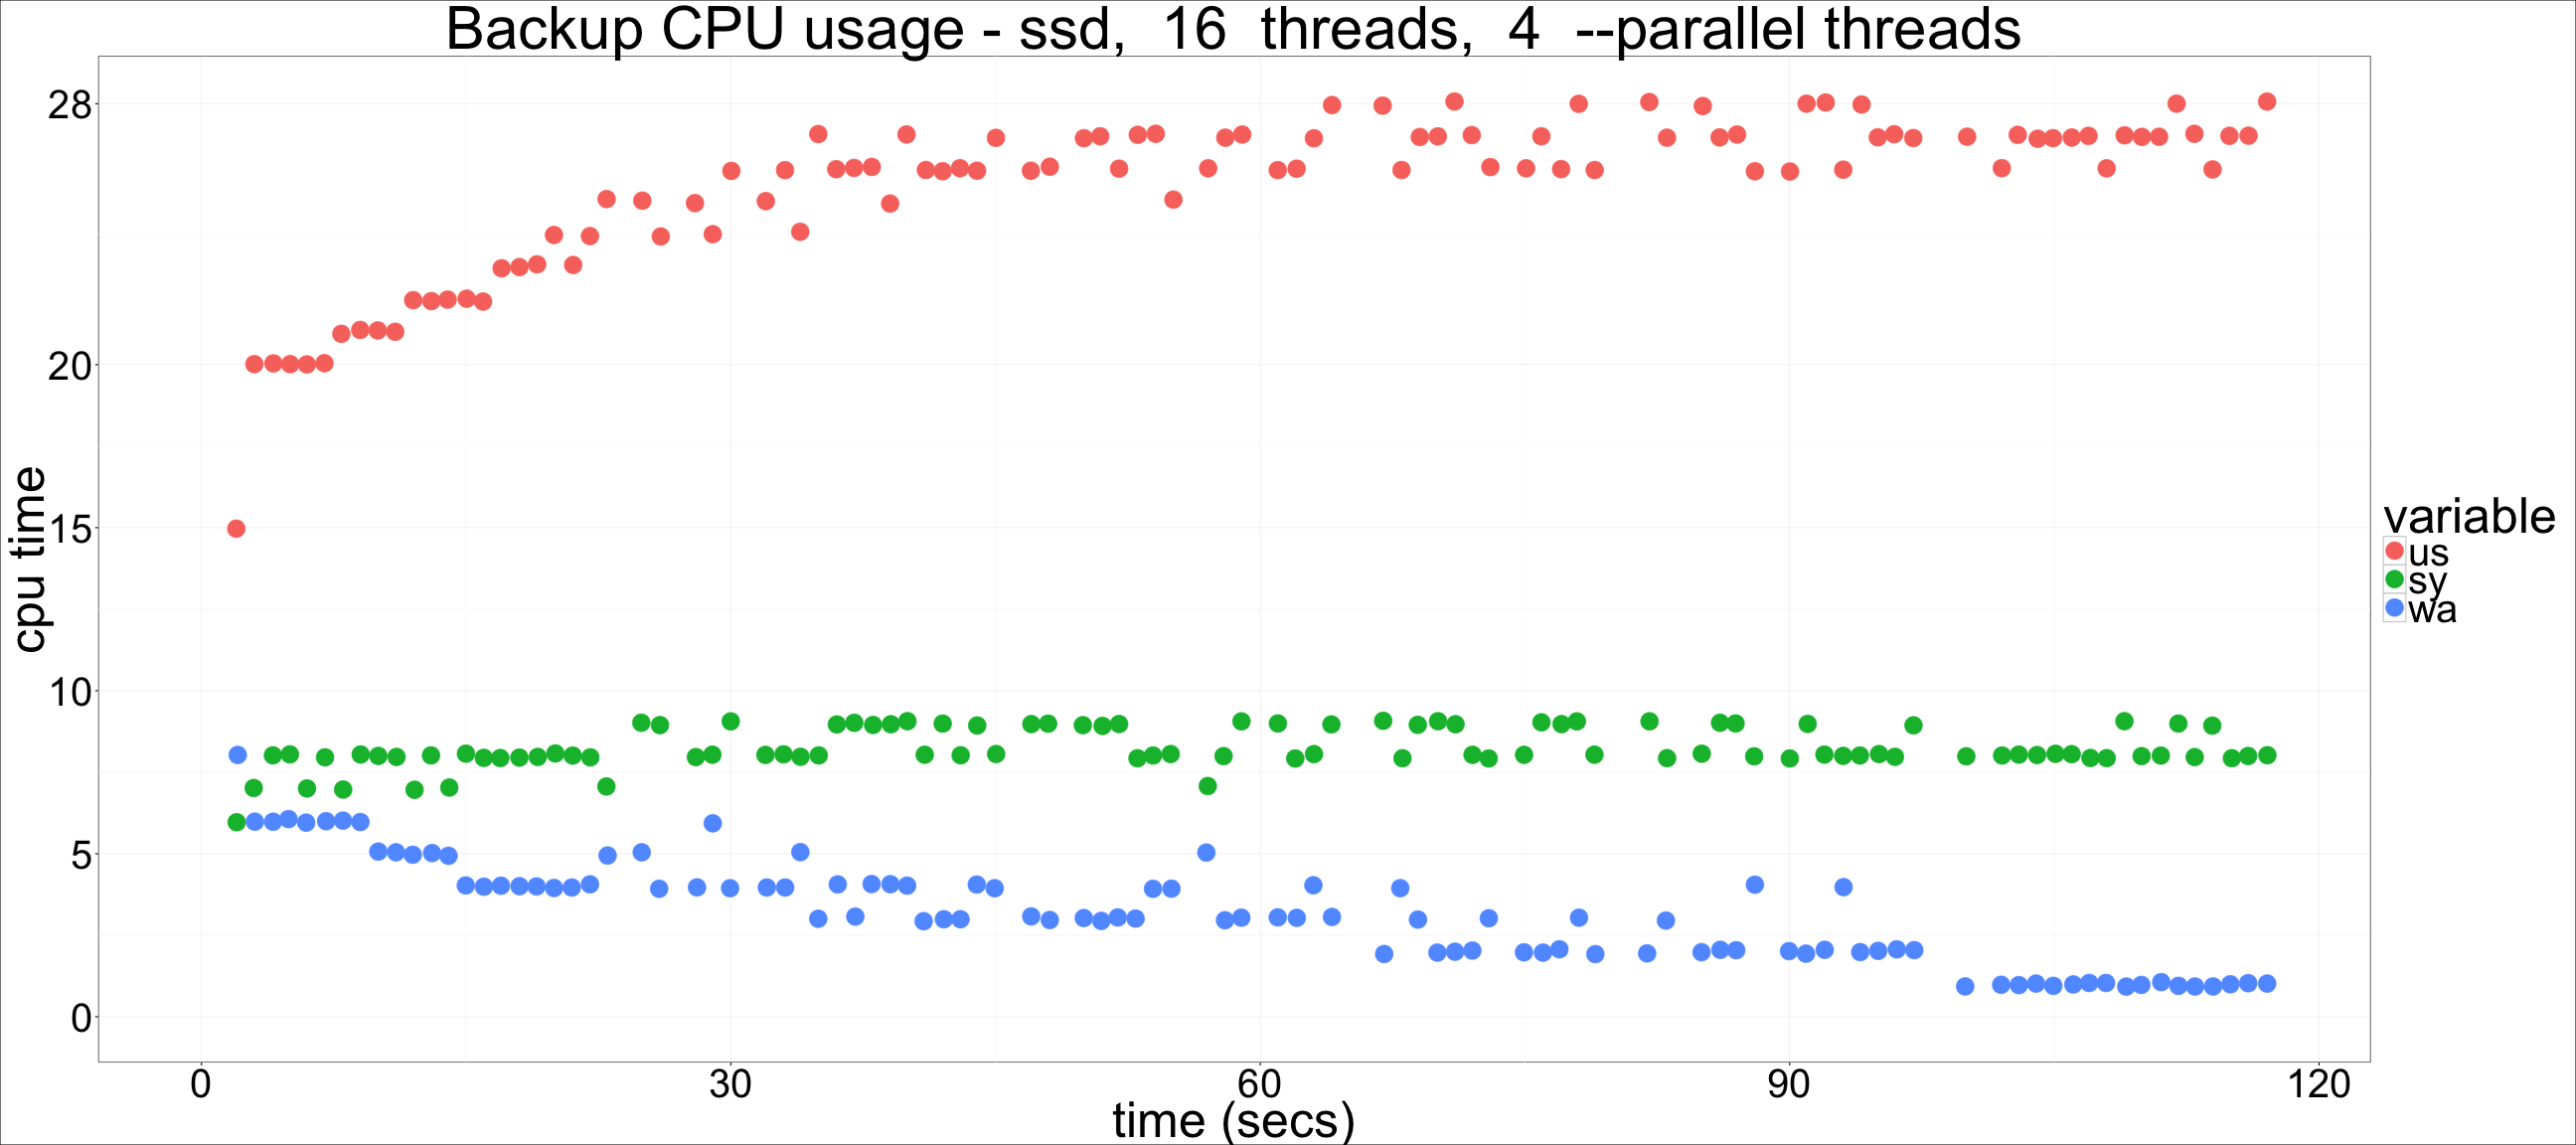 Backup CPU usage - ssd,  16  threads,  4  --parallel threads
28
20
15
10
5
0
cpu time
0 30 60 90 120
time (secs)
variable
us
sy
wa